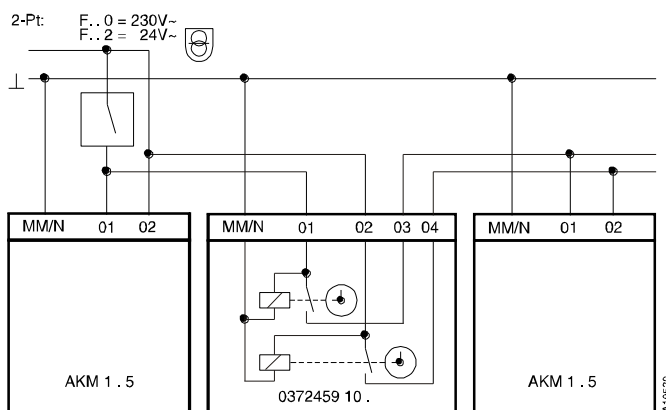 2-Pt: F..0 = 230V~
F..2 = 24V~
⊥
MM/N 01 02
MM/N 01 02 03 04
MM/N 01 02
AKM 1 . 5
0372459 10 .
AKM 1 . 5